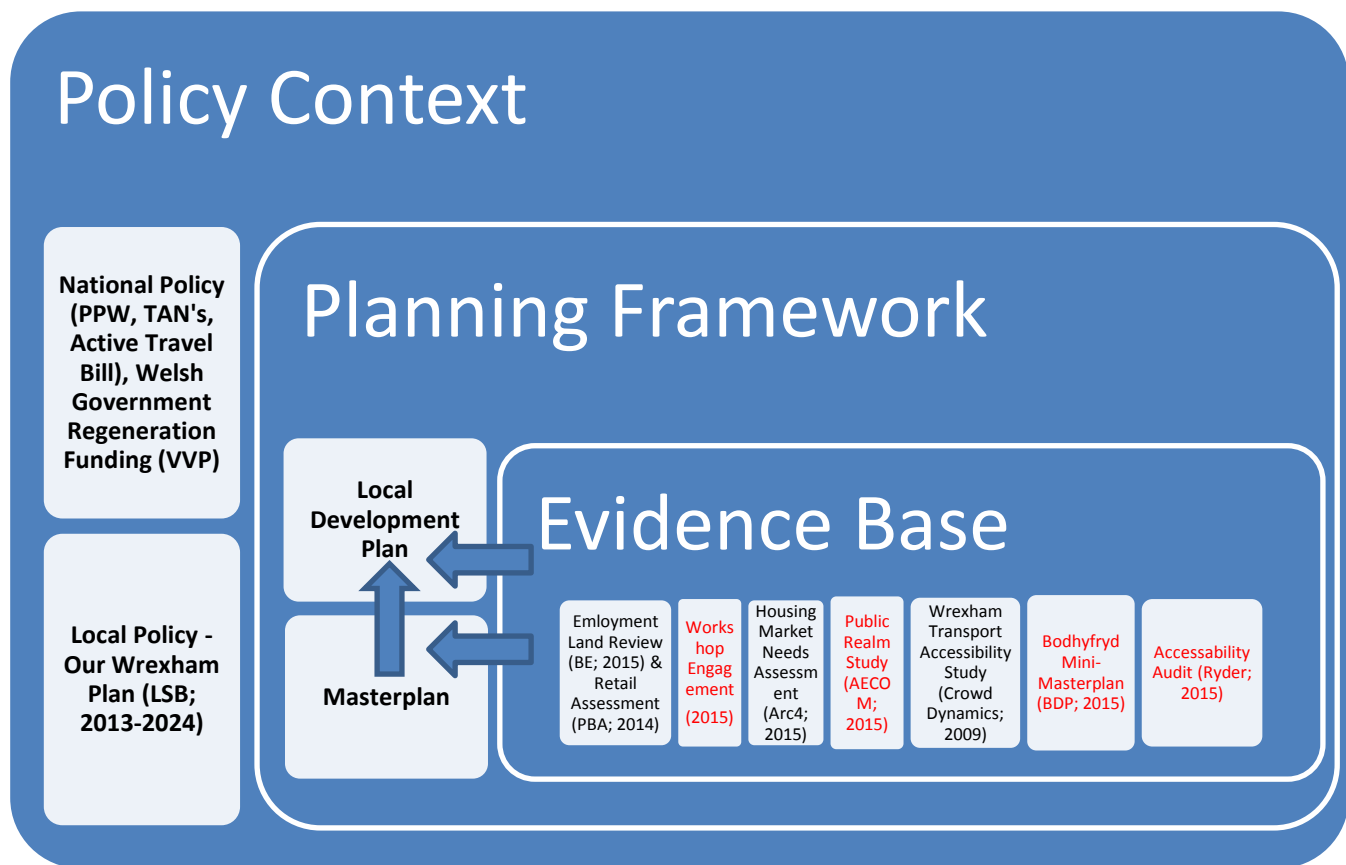 Policy Context
National Policy
(PPW, TAN's,
Active Travel
Bill), Welsh
Government
Regeneration
Funding (VVP)
Local Policy -
Our Wrexham
Plan (LSB;
2013-2024)
Planning Framework
Local
Development
Plan
Masterplan
Evidence Base
Emloyment
Land Review
(BE; 2015) &
Retail
Assessment
(PBA; 2014)
Works
hop
Engag
ement
(2015)
Housing
Market
Needs
Assessm
ent
(Arc4;
2015)
Public
Realm
Study
(AECO
M;
2015)
Wrexham
Transport
Accessibility
Study
(Crowd
Dynamics;
2009)
Bodhyfryd
Mini-
Masterplan
(BDP; 2015)
Accessability
Audit (Ryder;
2015)